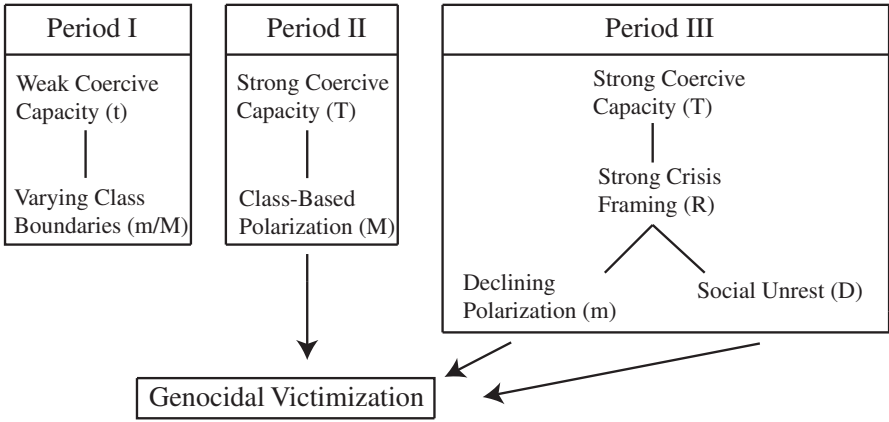 Period I
Weak Coercive
Capacity (t)
Varying Class
Boundaries (m/M)
Period II
Strong Coercive
Capacity (T)
Class-Based
Polarization (M)
Period III
Strong Coercive
Capacity (T)
Strong Crisis
Framing (R)
Declining
Polarization (m)
Social Unrest (D)
Genocidal Victimization